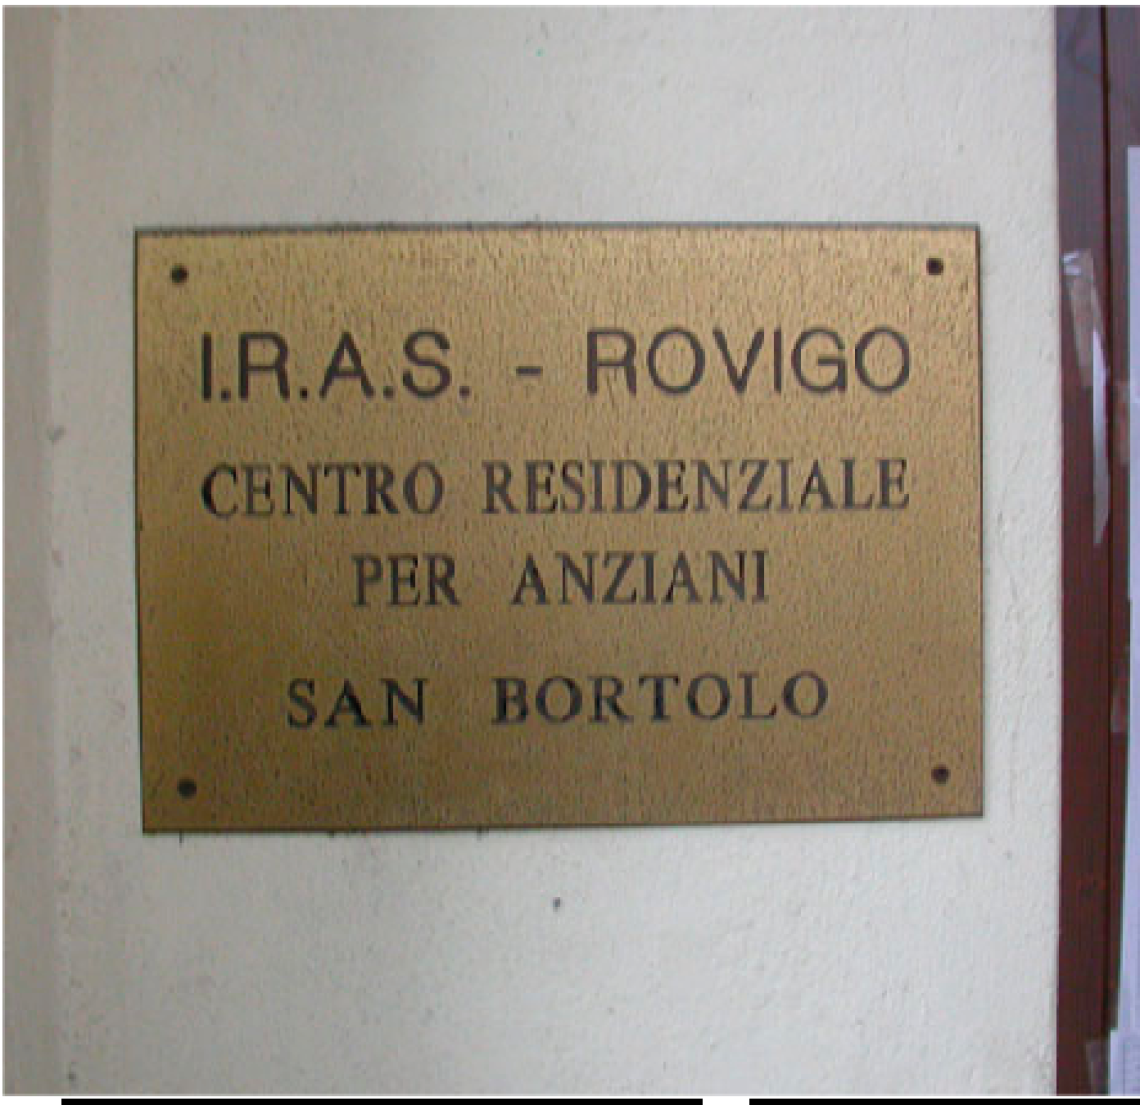 I.R.A.S. - ROVIGO
CENTRO RESIDENZIALE
PER ANZIANI
SAN BORTOLO